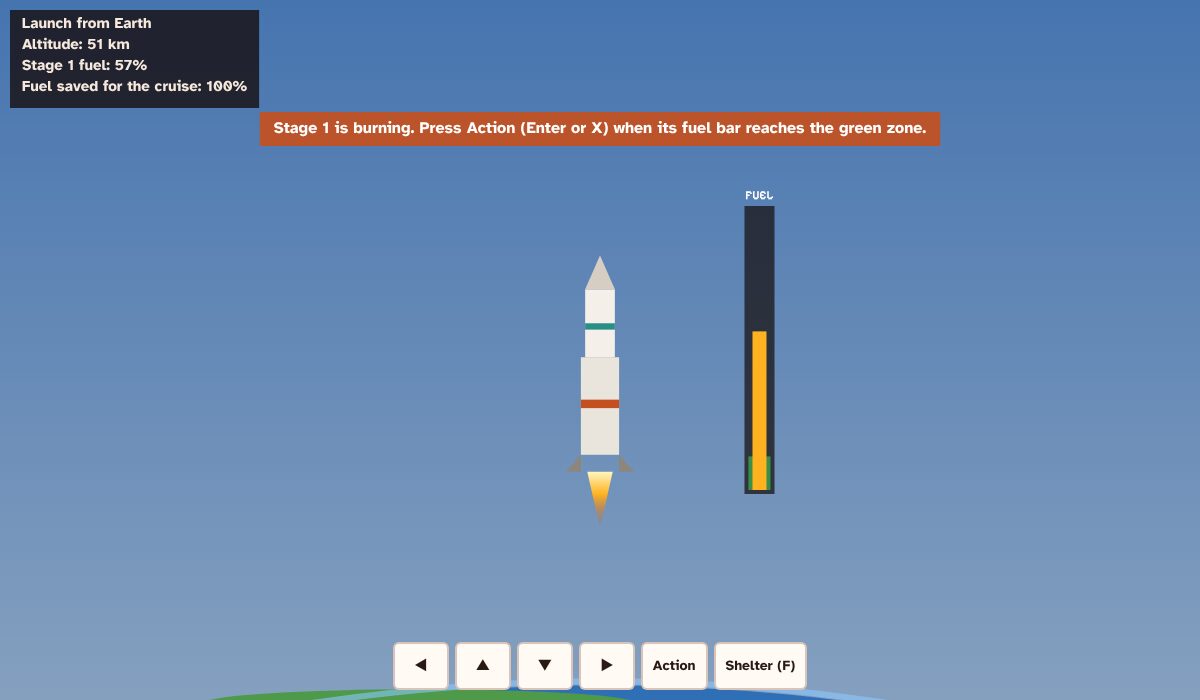 Launch from Earth
Altitude: 51 km
Stage 1 fuel: 57%
Fuel saved for the cruise: 100%
Stage 1 is burning. Press Action (Enter or X) when its fuel bar reaches the green zone.
FUEL
Action
Shelter (F)